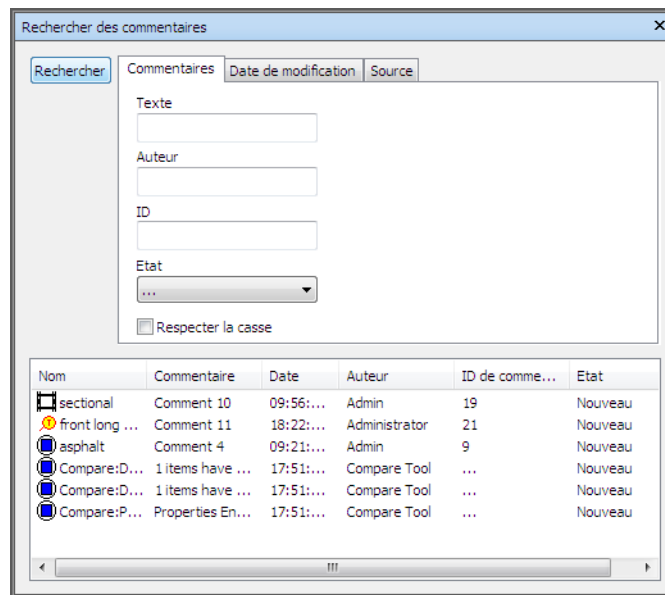 Rechercher des commentaires
Rechercher Commentaires Date de modification Source
Texte
Auteur
ID
Etat
...
Respecter la casse
Nom Commentaire Date Auteur ID de comme... Etat
sectional Comment 10 09:56:... Admin 19 Nouveau
front long ... Comment 11 18:22:... Administrator 21 Nouveau
asphalt Comment 4 09:21:... Admin 9 Nouveau
Compare:D... 1 items have ... 17:51:... Compare Tool ... Nouveau
Compare:D... 1 items have ... 17:51:... Compare Tool ... Nouveau
Compare:P... Properties En... 17:51:... Compare Tool ... Nouveau